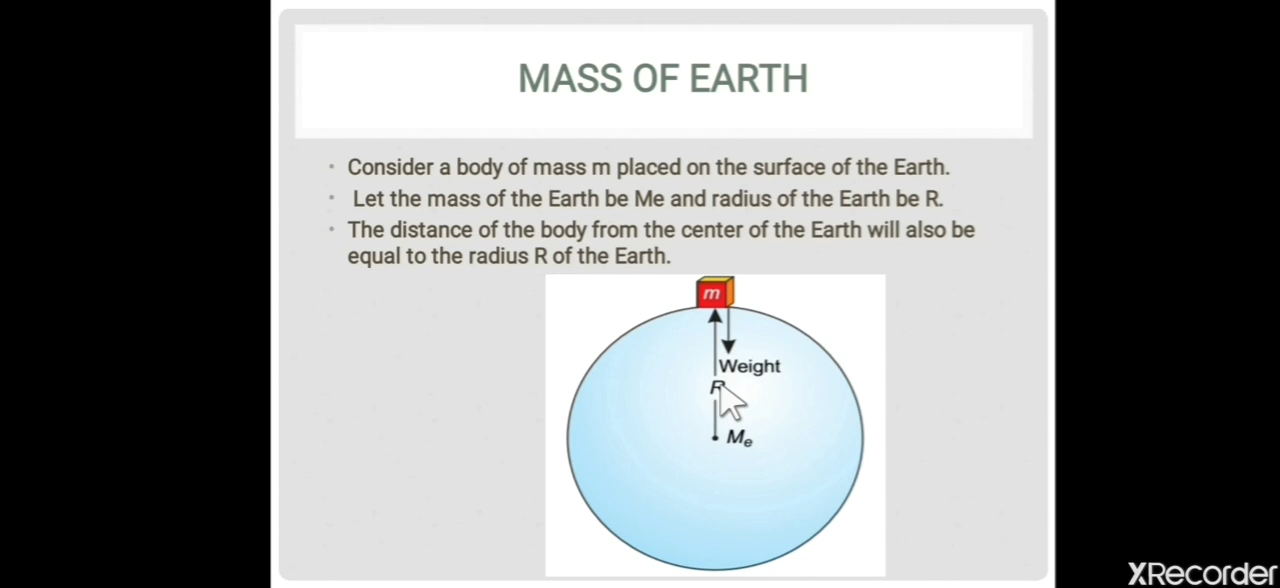 MASS OF EARTH
• Consider a body of mass m placed on the surface of the Earth.
• Let the mass of the Earth be Me and radius of the Earth be R.
• The distance of the body from the center of the Earth will also be
equal to the radius R of the Earth.
m
Weight
R
Me
XRecorder